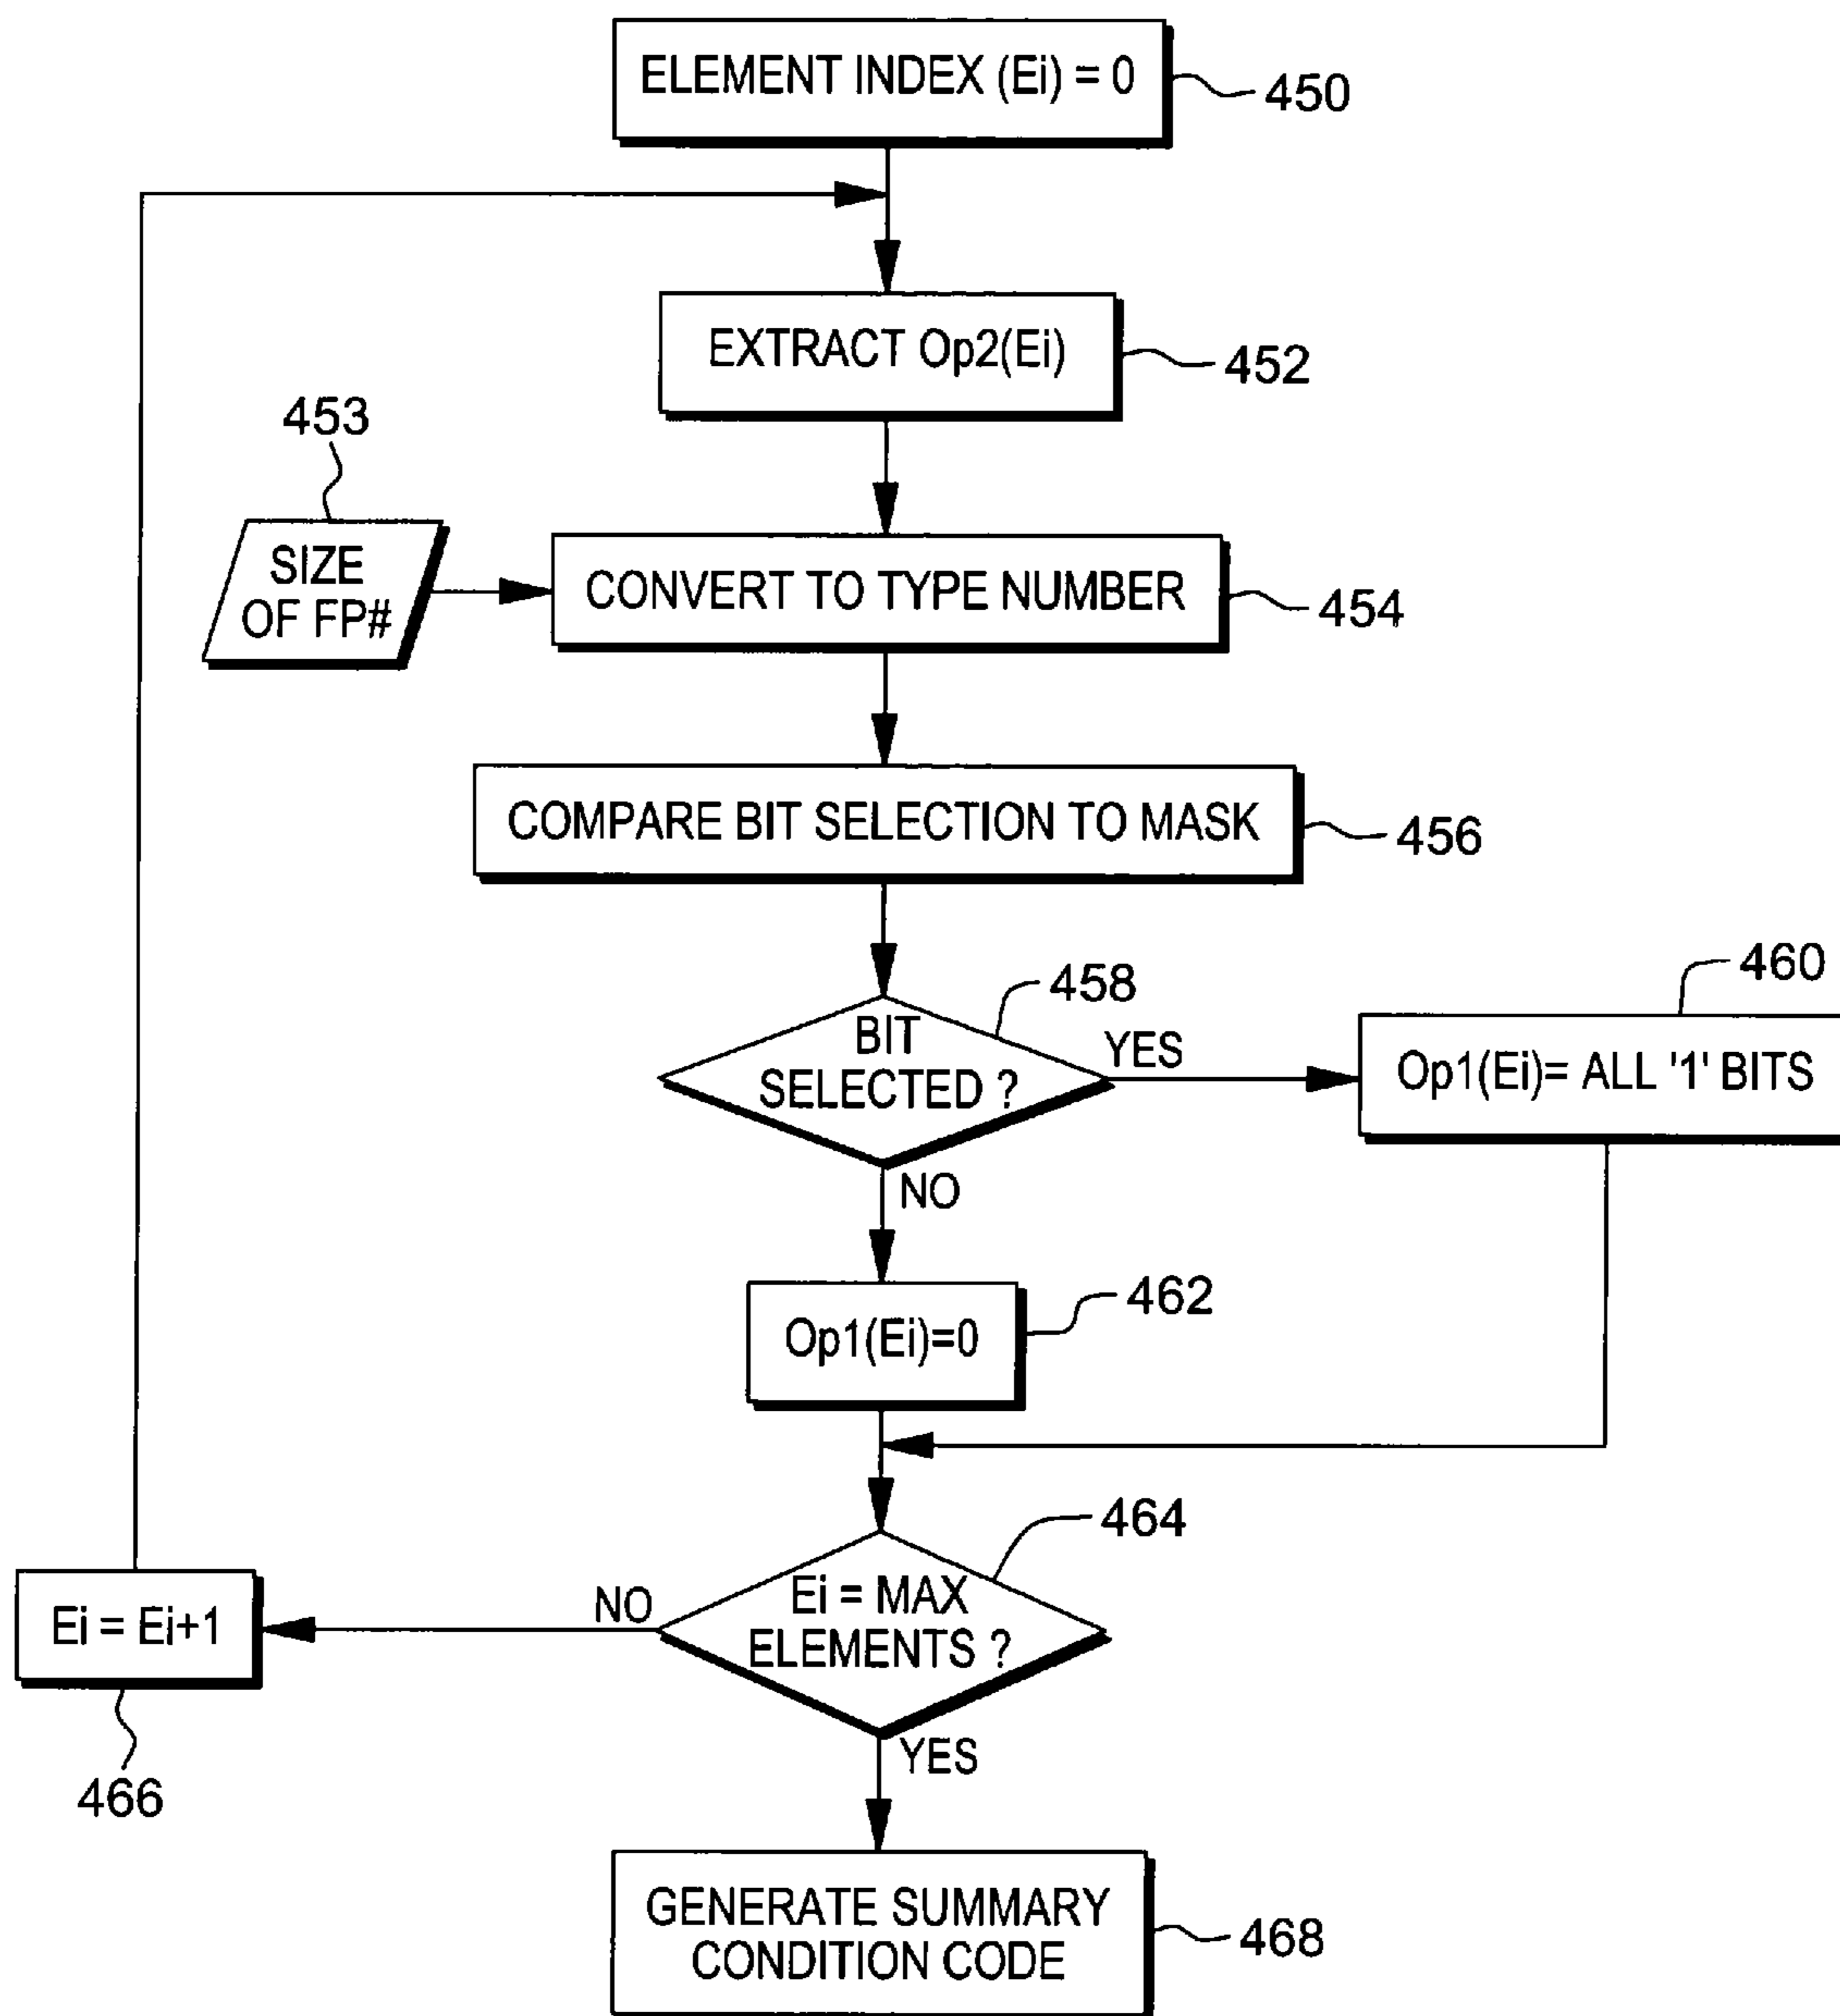 ELEMENT INDEX (Ei) = 0
450
EXTRACT Op2(Ei)
452
453
SIZE
OF FP#
CONVERT TO TYPE NUMBER
454
COMPARE BIT SELECTION TO MASK
456
458
BIT
SELECTED ?
YES
460
Op1(Ei)= ALL '1' BITS
NO
Op1(Ei)=0
462
464
Ei = MAX
ELEMENTS ?
NO
Ei = Ei+1
466
YES
GENERATE SUMMARY
CONDITION CODE
468